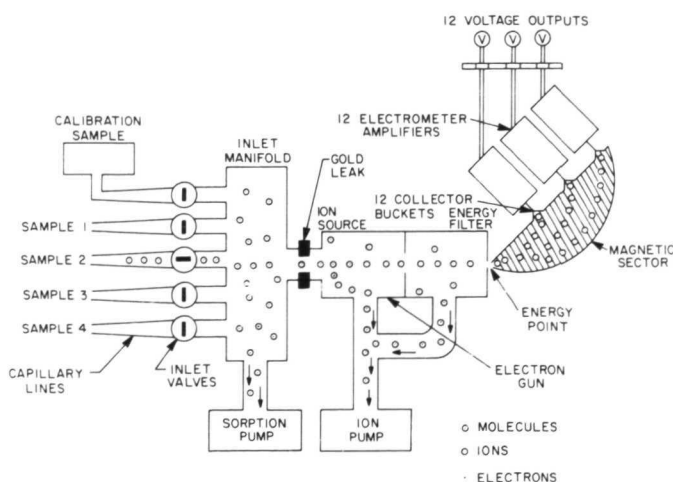 12 VOLTAGE OUTPUTS
V V V
CALIBRATION
SAMPLE
INLET
MANIFOLD
12 ELECTROMETER
AMPLIFIERS
GOLD
LEAK
ION
SOURCE
12 COLLECTOR
BUCKETS
ENERGY
FILTER
SAMPLE 1
SAMPLE 2
SAMPLE 3
SAMPLE 4
MAGNETIC
SECTOR
ENERGY
POINT
CAPILLARY
LINES
INLET
VALVES
ELECTRON
GUN
SORPTION
PUMP
ION
PUMP
MOLECULES
IONS
ELECTRONS